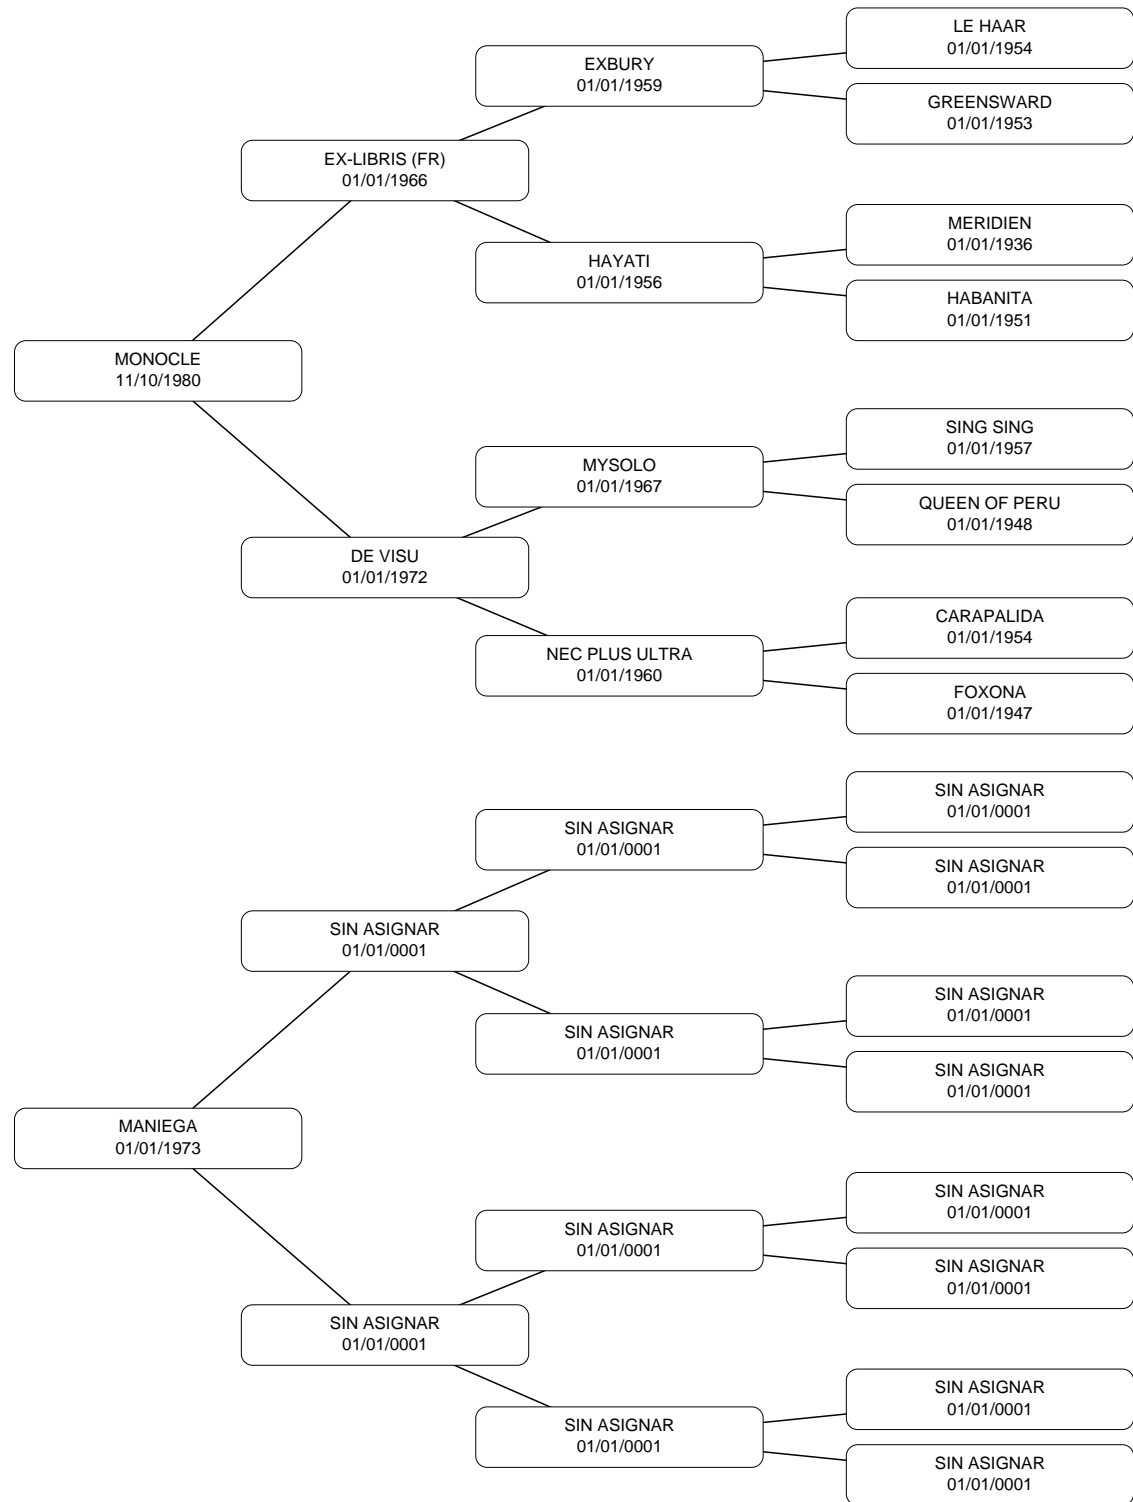 LE HAAR
01/01/1954
EXBURY
01/01/1959
GREENSWARD
01/01/1953
EX-LIBRIS (FR)
01/01/1966
MERIDIEN
01/01/1936
HAYATI
01/01/1956
HABANITA
01/01/1951
MONOCLE
11/10/1980
SING SING
01/01/1957
MYSOLO
01/01/1967
QUEEN OF PERU
01/01/1948
DE VISU
01/01/1972
CARAPALIDA
01/01/1954
NEC PLUS ULTRA
01/01/1960
FOXONA
01/01/1947
SIN ASIGNAR
01/01/0001
SIN ASIGNAR
01/01/0001
SIN ASIGNAR
01/01/0001
SIN ASIGNAR
01/01/0001
SIN ASIGNAR
01/01/0001
SIN ASIGNAR
01/01/0001
SIN ASIGNAR
01/01/0001
MANIEGA
01/01/1973
SIN ASIGNAR
01/01/0001
SIN ASIGNAR
01/01/0001
SIN ASIGNAR
01/01/0001
SIN ASIGNAR
01/01/0001
SIN ASIGNAR
01/01/0001
SIN ASIGNAR
01/01/0001
SIN ASIGNAR
01/01/0001